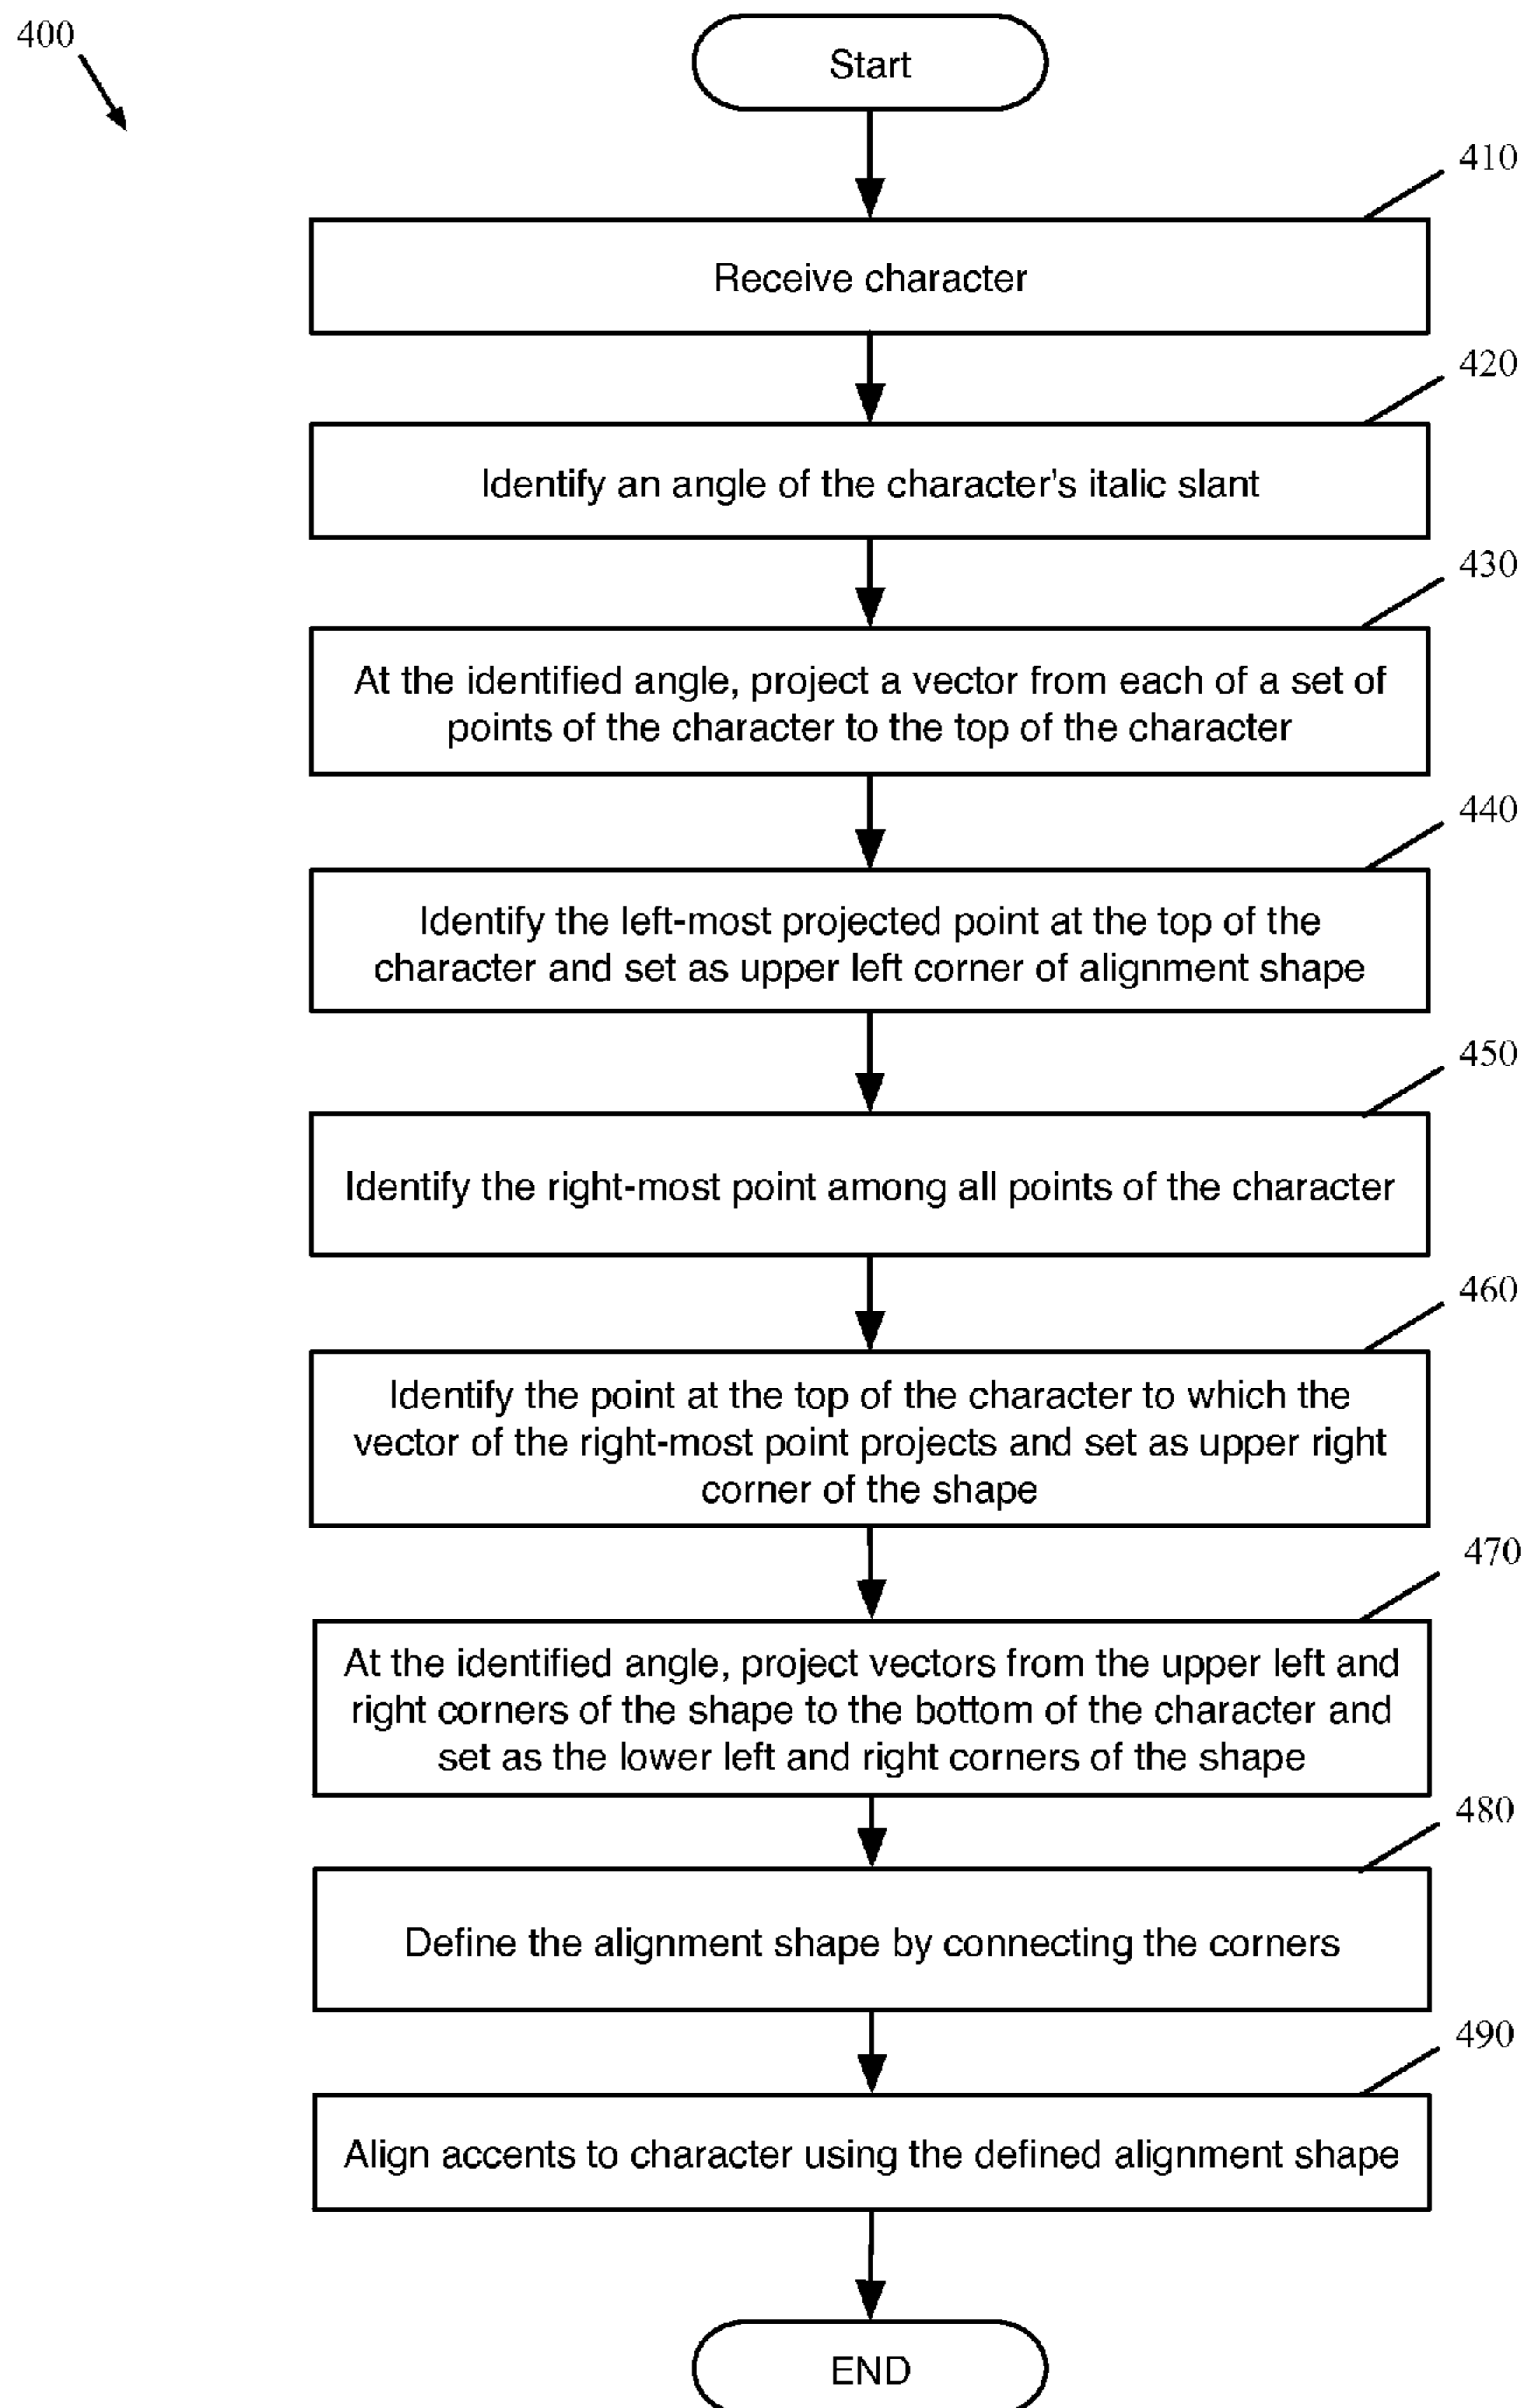 400
Start
410
Receive character
420
Identify an angle of the character's italic slant
430
At the identified angle, project a vector from each of a set of
points of the character to the top of the character
440
Identify the left-most projected point at the top of the
character and set as upper left corner of alignment shape
450
Identify the right-most point among all points of the character
460
Identify the point at the top of the character to which the
vector of the right-most point projects and set as upper right
corner of the shape
470
At the identified angle, project vectors from the upper left and
right corners of the shape to the bottom of the character and
set as the lower left and right corners of the shape
480
Define the alignment shape by connecting the corners
490
Align accents to character using the defined alignment shape
END